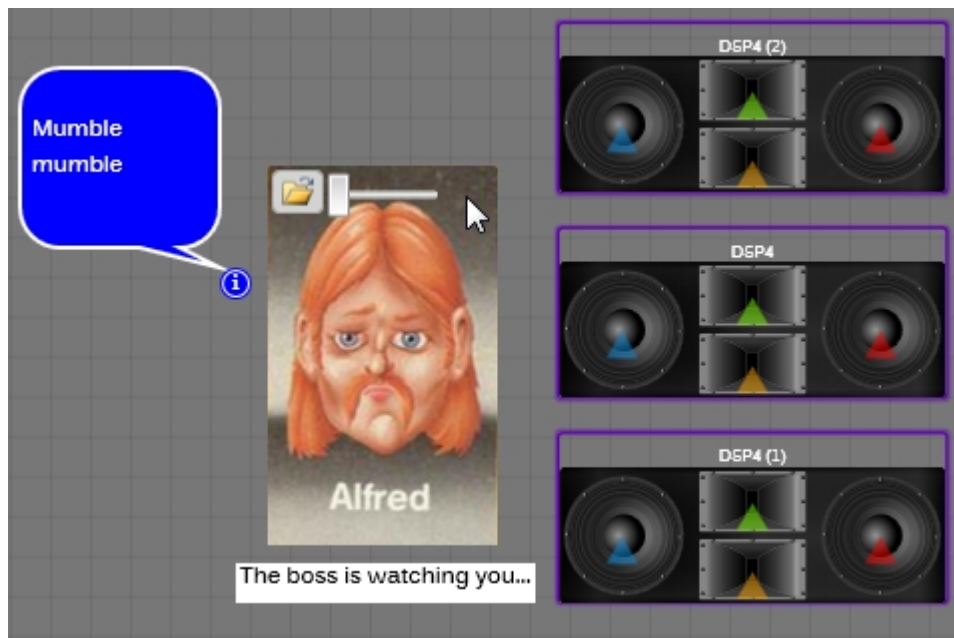 DSP4 (2)
Mumble
mumble
DSP4
i
DSP4 (1)
Alfred
The boss is watching you...